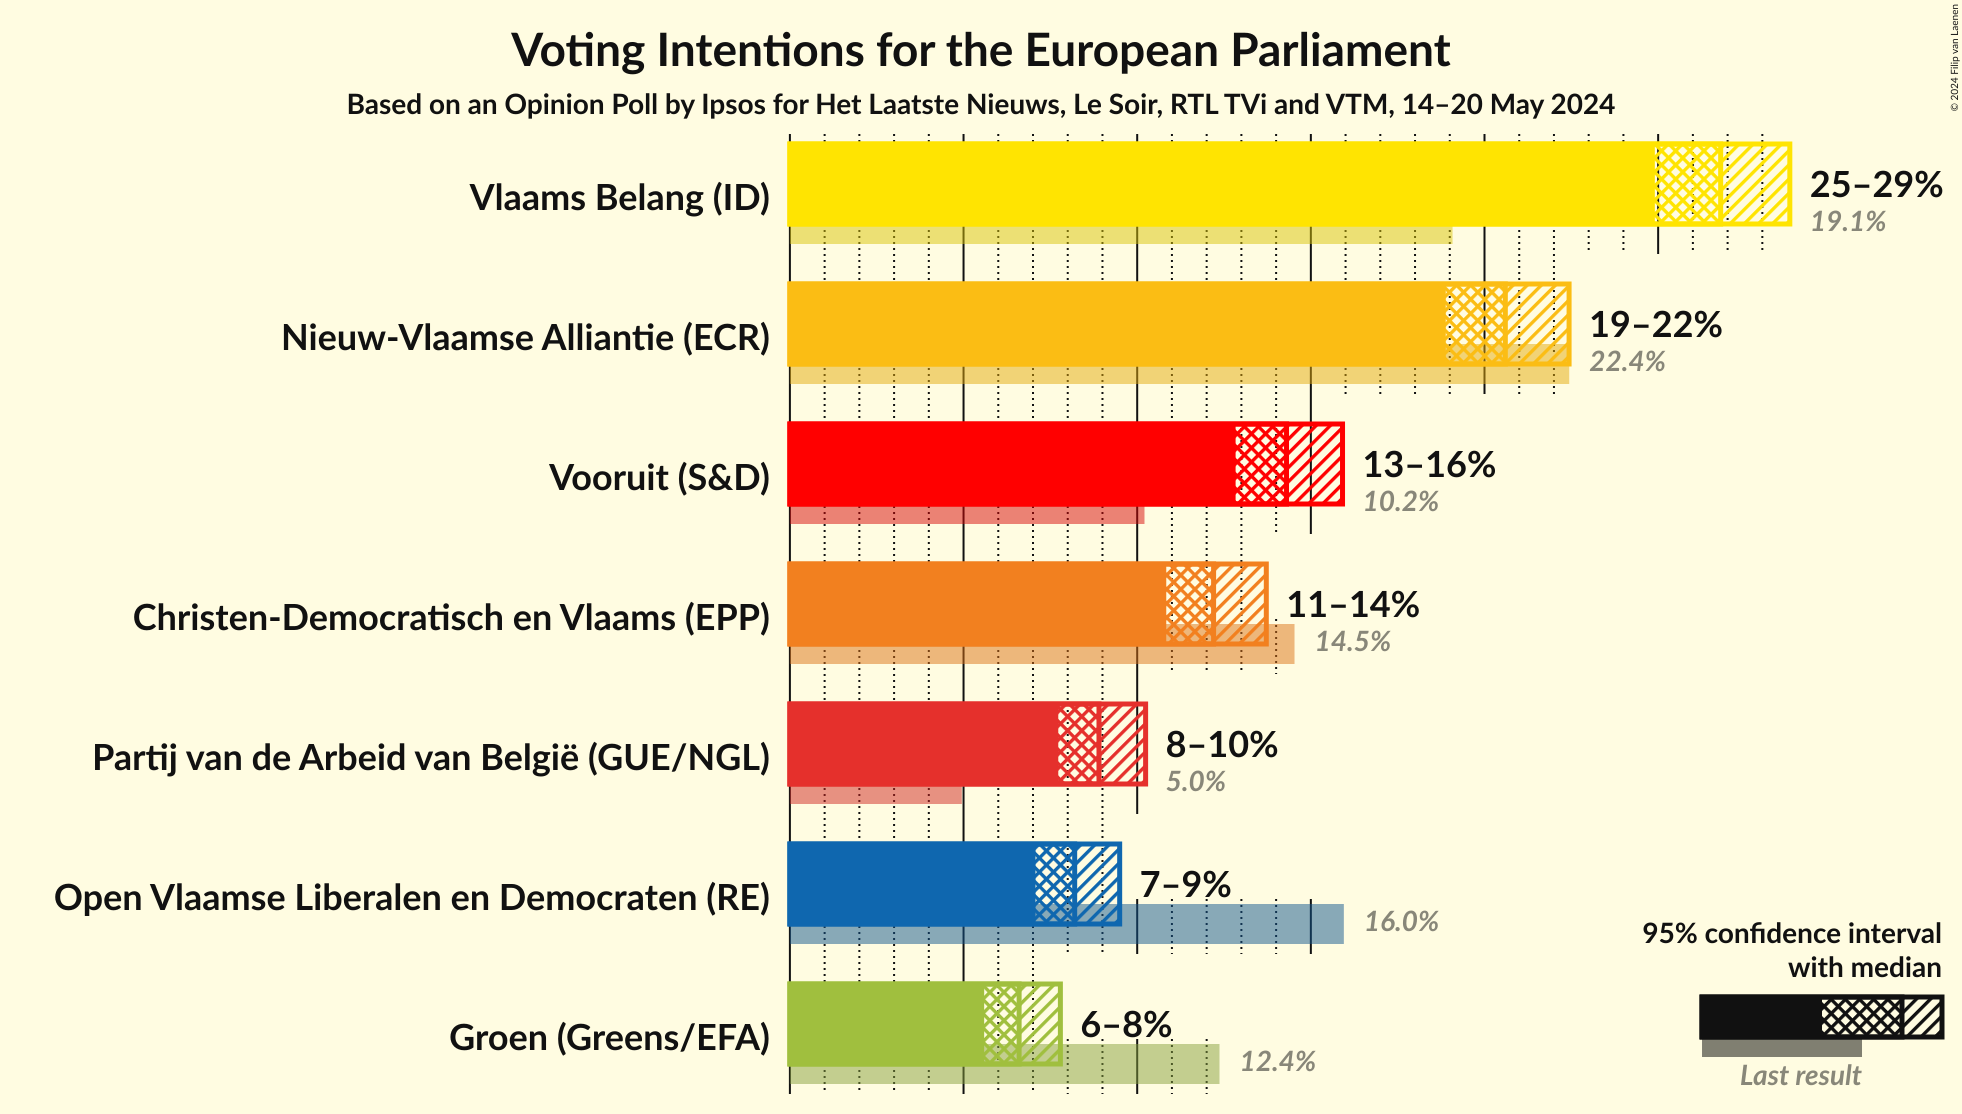 Voting Intentions for the European Parliament
Based on an Opinion Poll by Ipsos for Het Laatste Nieuws, Le Soir, RTL TVi and VTM, 14–20 May 2024
© 2024 Filip van Laenen
Vlaams Belang (ID)
25–29%
19.1%
Nieuw-Vlaamse Alliantie (ECR)
19–22%
22.4%
Vooruit (S&D)
13–16%
10.2%
Christen-Democratisch en Vlaams (EPP)
11–14%
14.5%
Partij van de Arbeid van België (GUE/NGL)
8–10%
5.0%
Open Vlaamse Liberalen en Democraten (RE)
7–9%
16.0%
Groen (Greens/EFA)
6–8%
12.4%
95% confidence interval
with median
Last result